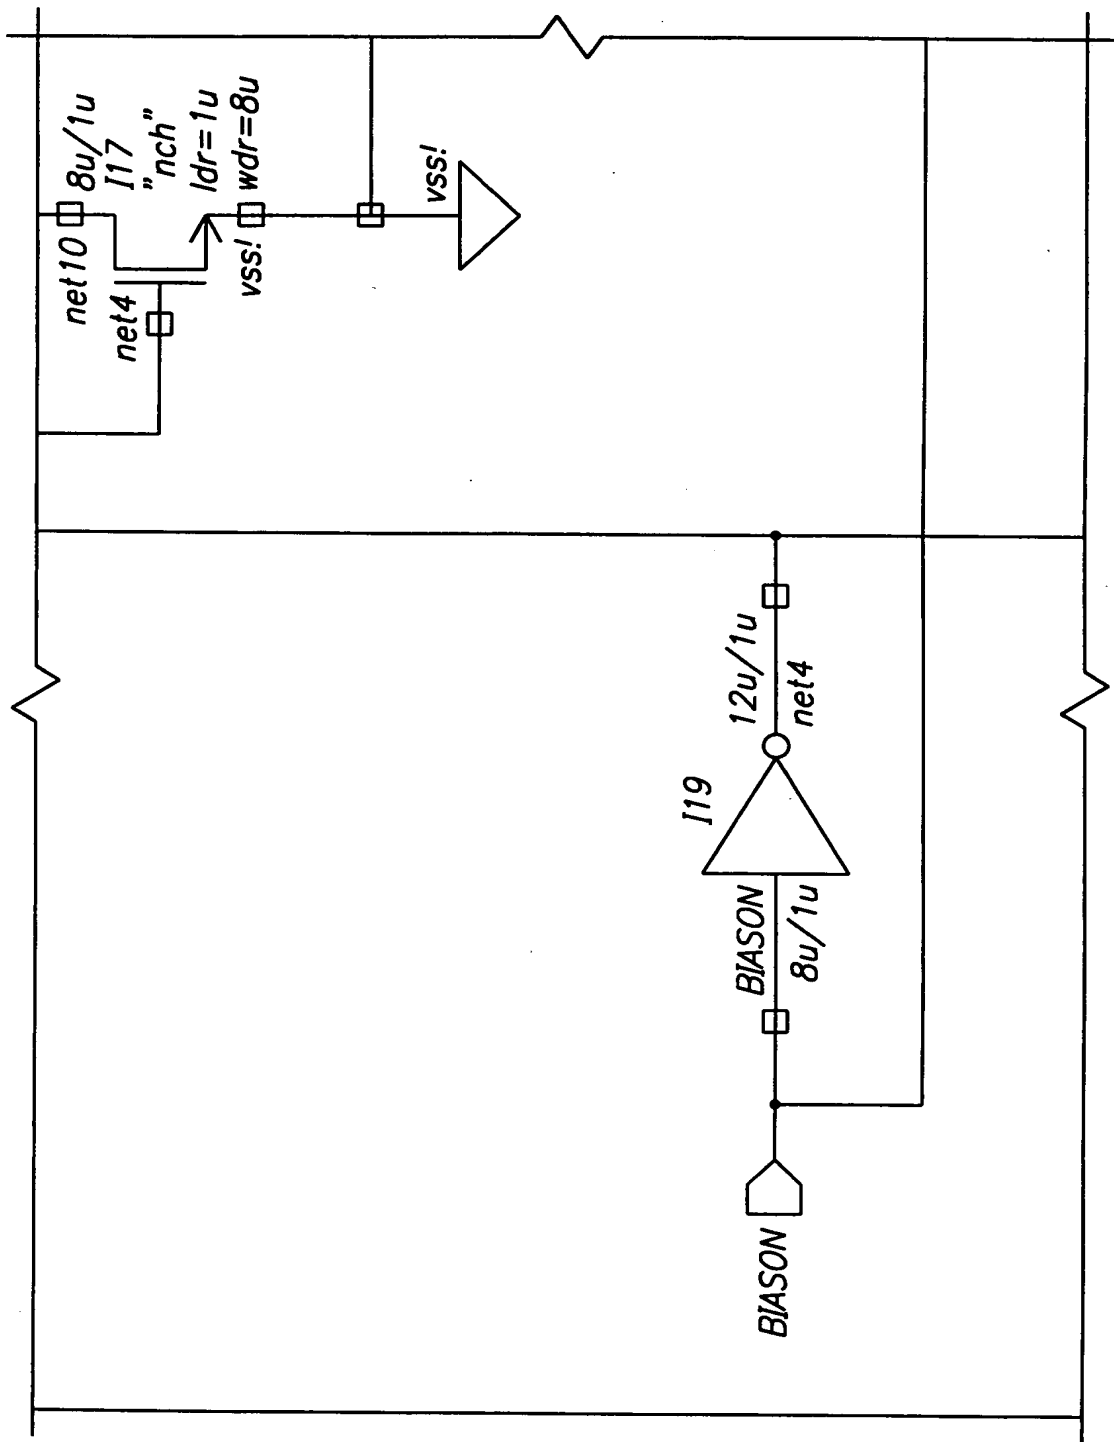 8u/1u
I17
"nch"
ldr=1u
wdr=8u
net10
net4
vss!
vss!
I19
12u/1u
net4
BIASON
8u/1u
BIASON